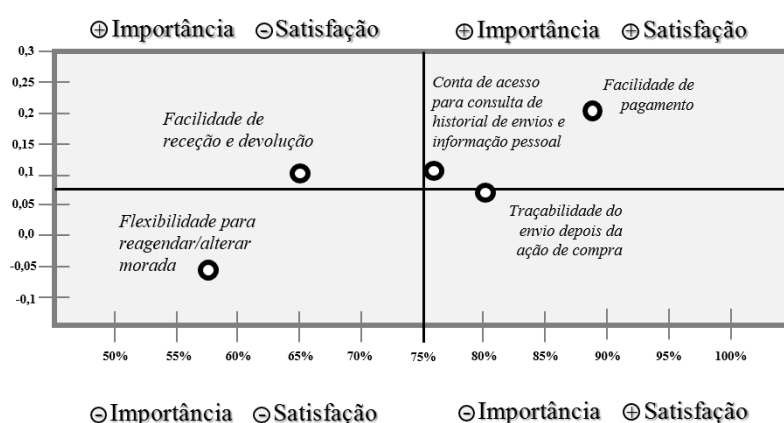 ⊕Importância ⊖Satisfação
⊕Importância ⊕Satisfação
0,3
0,25
0,2
0,15
0,1
0,05
0,0
-0,05
-0,1
Facilidade de
receção e devolução
Conta de acesso
para consulta de
historial de envios e
informação pessoal
Facilidade de
pagamento
Flexibilidade para
reagendar/alterar
morada
Traçabilidade do
envio depois da
ação de compra
50% 55% 60% 65% 70% 75% 80% 85% 90% 95% 100%
⊖Importância ⊖Satisfação
⊖Importância ⊕Satisfação